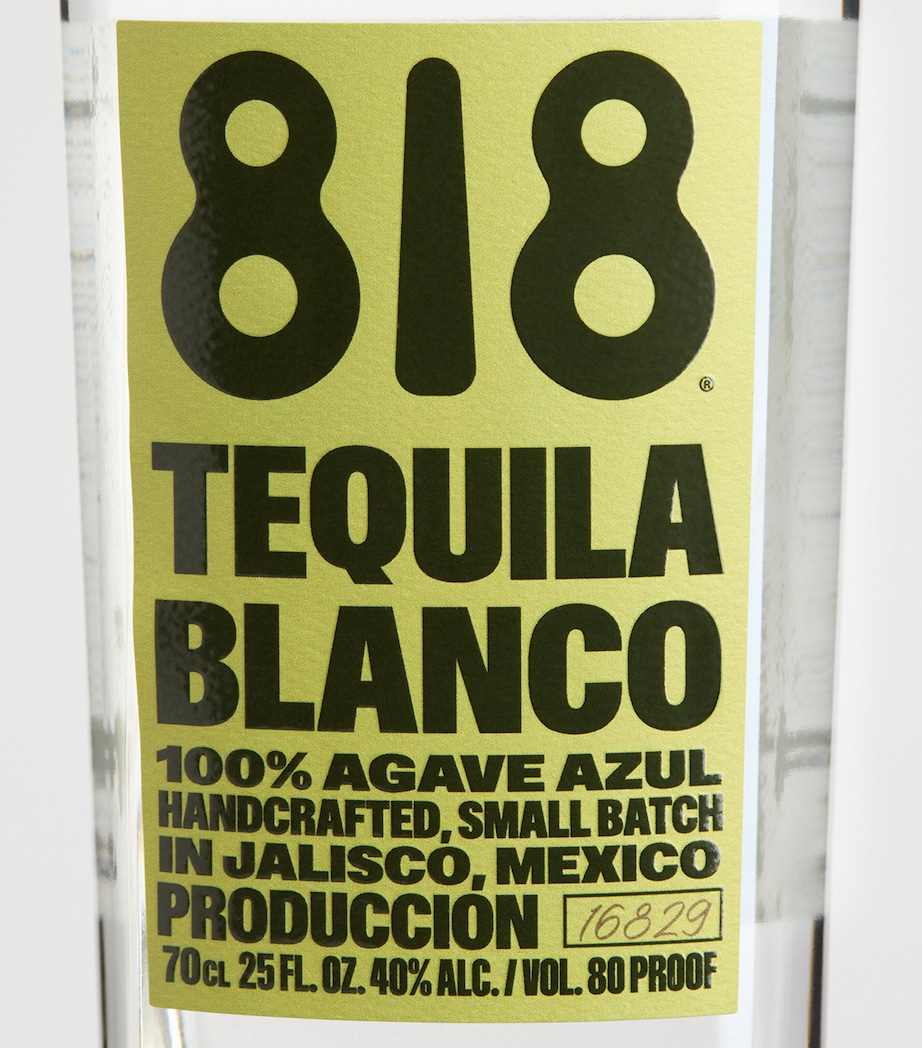 818®
TEQUILA
BLANCO
100% AGAVE AZUL
HANDCRAFTED, SMALL BATCH
IN JALISCO, MEXICO
PRODUCCIÓN 16829
70CL 25 FL. OZ. 40% ALC. / VOL. 80 PROOF